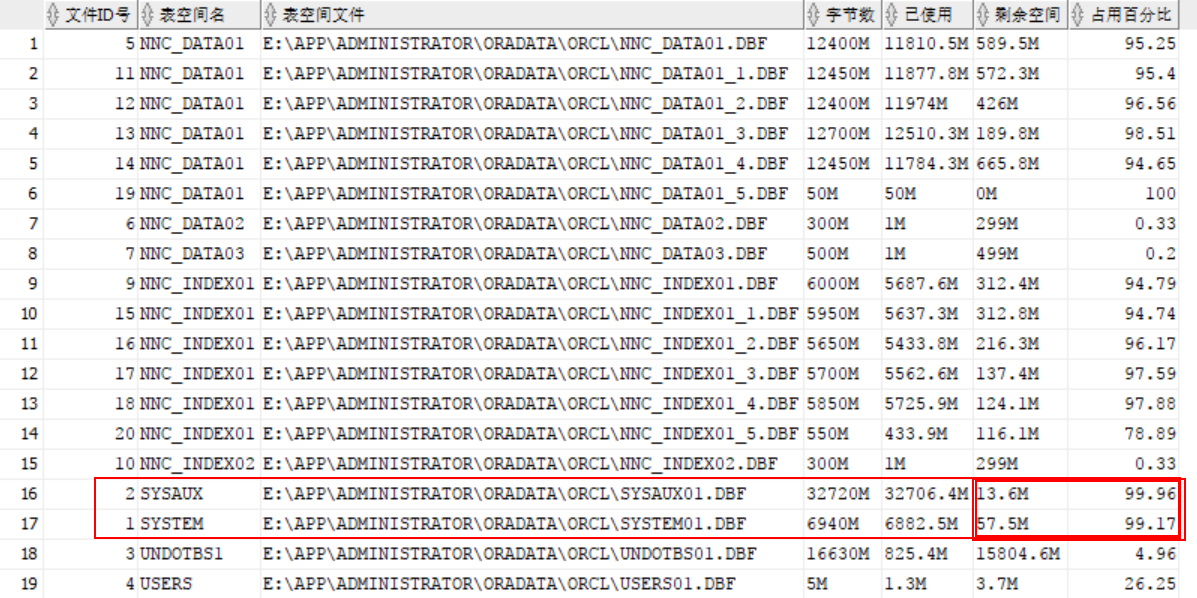 文件ID号 表空间名 表空间文件 字节数 已使用 剩余空间 占用百分比
1 5 NNC_DATA01 E:\APP\ADMINISTRATOR\ORADATA\ORCL\NNC_DATA01.DBF 12400M 11810.5M 589.5M 95.25
2 11 NNC_DATA01 E:\APP\ADMINISTRATOR\ORADATA\ORCL\NNC_DATA01_1.DBF 12450M 11877.8M 572.3M 95.4
3 12 NNC_DATA01 E:\APP\ADMINISTRATOR\ORADATA\ORCL\NNC_DATA01_2.DBF 12400M 11974M 426M 96.56
4 13 NNC_DATA01 E:\APP\ADMINISTRATOR\ORADATA\ORCL\NNC_DATA01_3.DBF 12700M 12510.3M 189.8M 98.51
5 14 NNC_DATA01 E:\APP\ADMINISTRATOR\ORADATA\ORCL\NNC_DATA01_4.DBF 12450M 11784.3M 665.8M 94.65
6 19 NNC_DATA01 E:\APP\ADMINISTRATOR\ORADATA\ORCL\NNC_DATA01_5.DBF 50M 50M 0M 100
7 6 NNC_DATA02 E:\APP\ADMINISTRATOR\ORADATA\ORCL\NNC_DATA02.DBF 300M 1M 299M 0.33
8 7 NNC_DATA03 E:\APP\ADMINISTRATOR\ORADATA\ORCL\NNC_DATA03.DBF 500M 1M 499M 0.2
9 9 NNC_INDEX01 E:\APP\ADMINISTRATOR\ORADATA\ORCL\NNC_INDEX01.DBF 6000M 5687.6M 312.4M 94.79
10 15 NNC_INDEX01 E:\APP\ADMINISTRATOR\ORADATA\ORCL\NNC_INDEX01_1.DBF 5950M 5637.3M 312.8M 94.74
11 16 NNC_INDEX01 E:\APP\ADMINISTRATOR\ORADATA\ORCL\NNC_INDEX01_2.DBF 5650M 5433.8M 216.3M 96.17
12 17 NNC_INDEX01 E:\APP\ADMINISTRATOR\ORADATA\ORCL\NNC_INDEX01_3.DBF 5700M 5562.6M 137.4M 97.59
13 18 NNC_INDEX01 E:\APP\ADMINISTRATOR\ORADATA\ORCL\NNC_INDEX01_4.DBF 5850M 5725.9M 124.1M 97.88
14 20 NNC_INDEX01 E:\APP\ADMINISTRATOR\ORADATA\ORCL\NNC_INDEX01_5.DBF 550M 433.9M 116.1M 78.89
15 10 NNC_INDEX02 E:\APP\ADMINISTRATOR\ORADATA\ORCL\NNC_INDEX02.DBF 300M 1M 299M 0.33
16 2 SYSAUX E:\APP\ADMINISTRATOR\ORADATA\ORCL\SYSAUX01.DBF 32720M 32706.4M 13.6M 99.96
17 1 SYSTEM E:\APP\ADMINISTRATOR\ORADATA\ORCL\SYSTEM01.DBF 6940M 6882.5M 57.5M 99.17
18 3 UNDOTBS1 E:\APP\ADMINISTRATOR\ORADATA\ORCL\UNDOTBS01.DBF 16630M 825.4M 15804.6M 4.96
19 4 USERS E:\APP\ADMINISTRATOR\ORADATA\ORCL\USERS01.DBF 5M 1.3M 3.7M 26.25